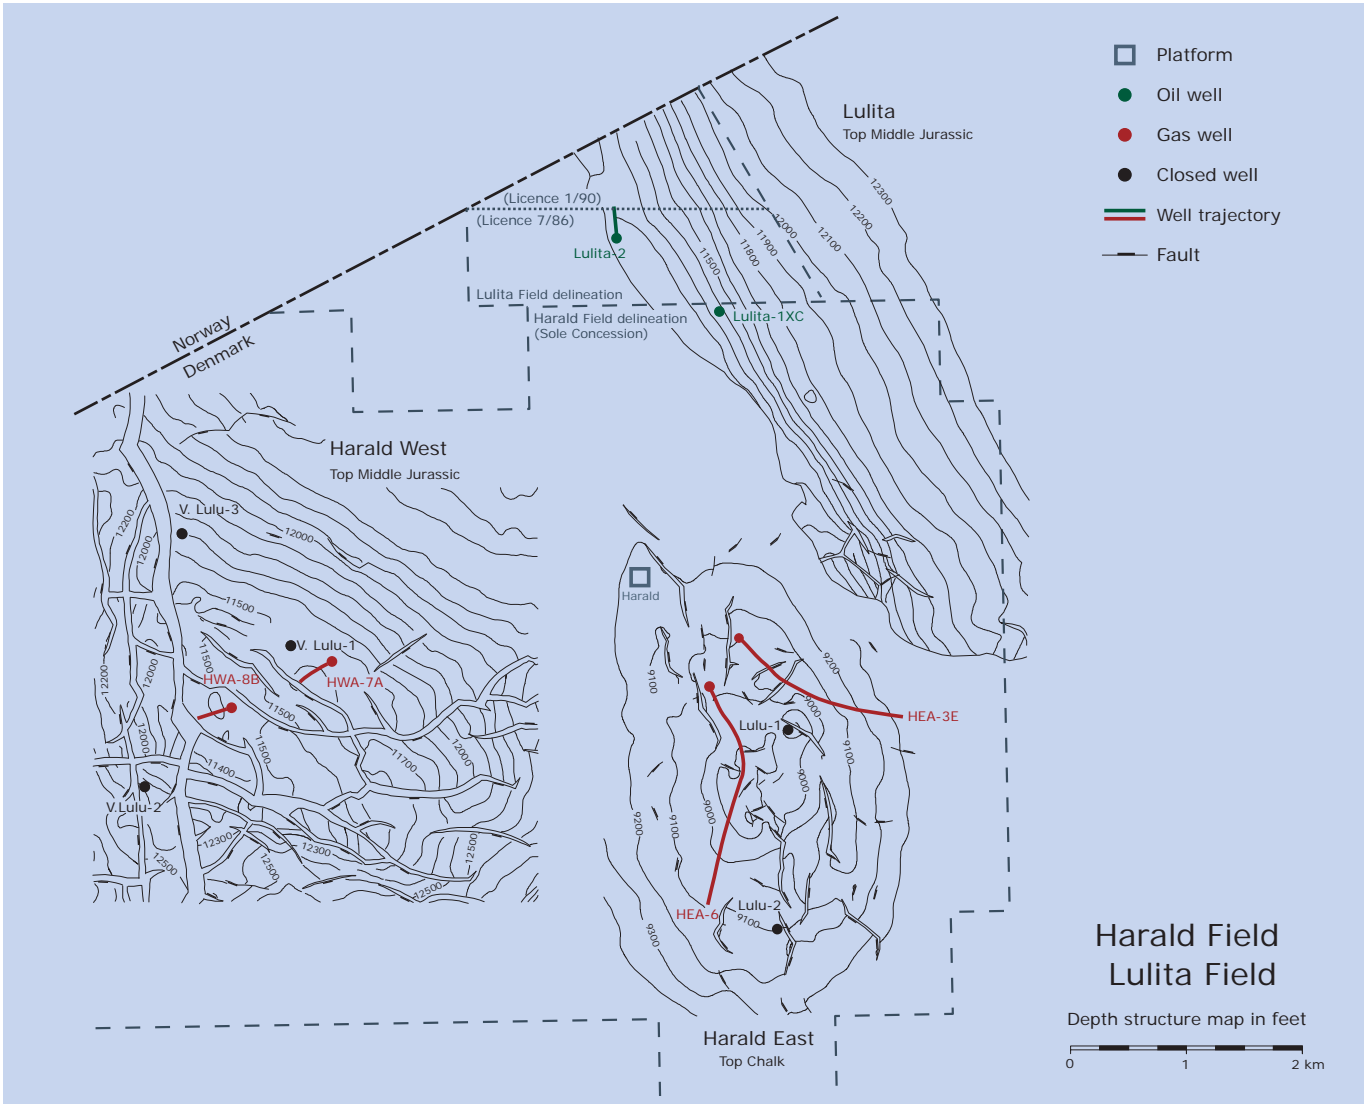 Platform
Oil well
Gas well
Closed well
Well trajectory
Fault
Lulita
Top Middle Jurassic
12300
12200
12100
12000
11900
11800
11500
(Licence 1/90)
(Licence 7/86)
Lulita-2
Lulita Field delineation
Harald Field delineation
(Sole Concession)
Lulita-1XC
Norway
Denmark
Harald West
Top Middle Jurassic
V. Lulu-3
12200
12000
12000
11500
V. Lulu-1
11500
HWA-8B
HWA-7A
12200
12000
11500
12000
11500
11700
12000
11400
V.Lulu-2
12300
12300
12500
12500
12500
12500
Harald
9100
9200
9000
HEA-3E
Lulu-1
9100
9000
9000
9200
9100
HEA-6
Lulu-2
9100
9300
Harald East
Top Chalk
Harald Field
Lulita Field
Depth structure map in feet
0 1 2 km